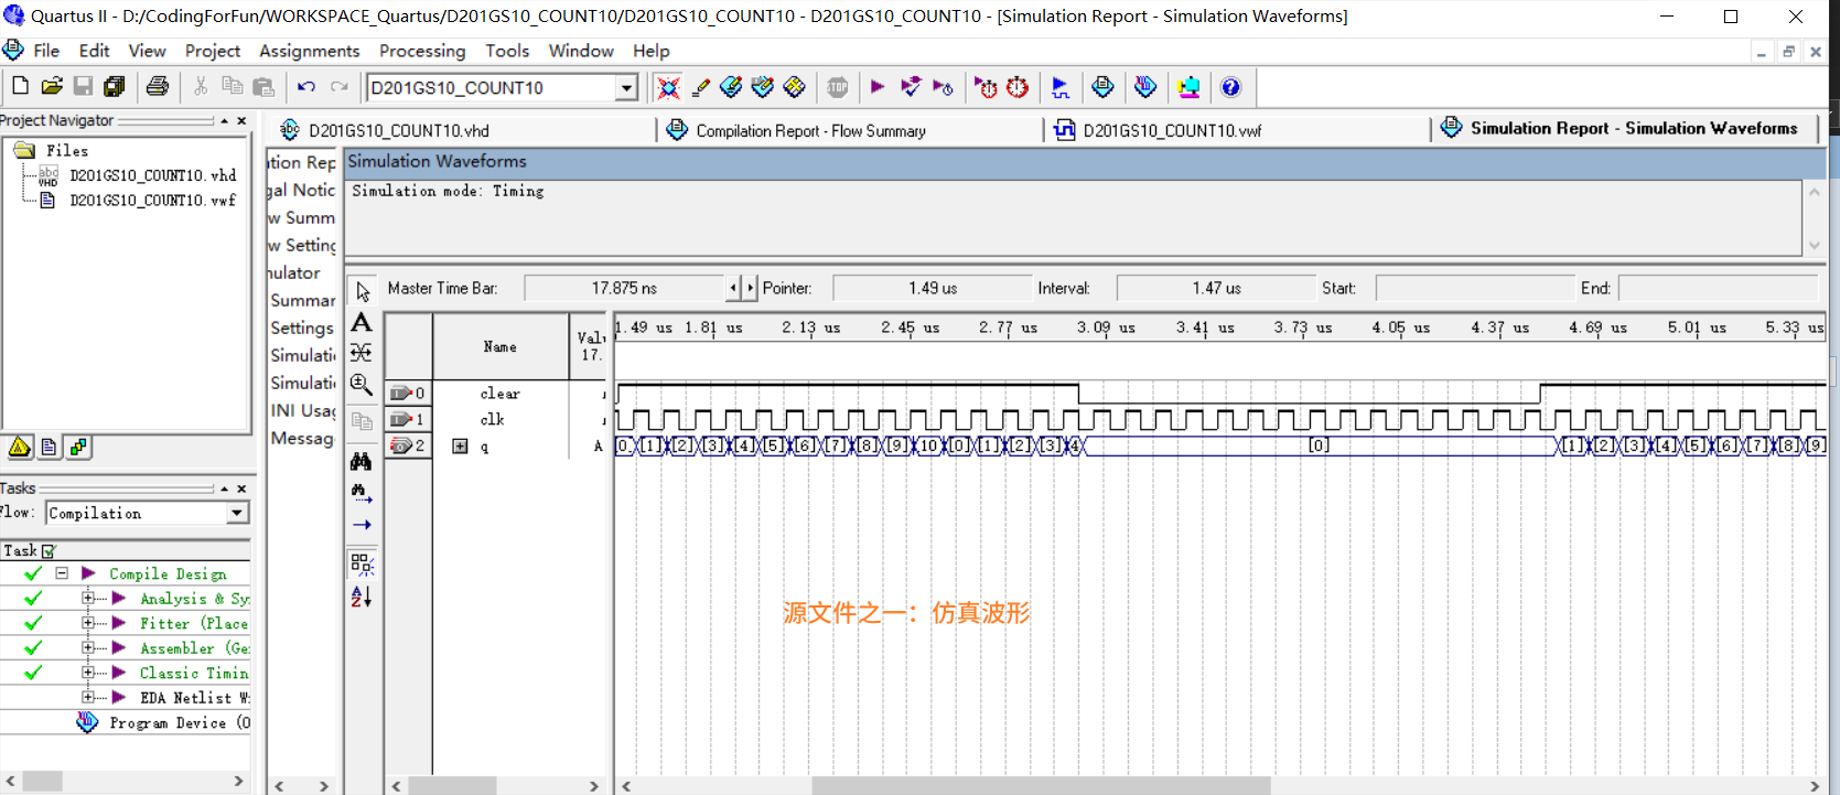 Quartus II - D:/CodingForFun/WORKSPACE_Quartus/D201GS10_COUNT10/D201GS10_COUNT10 - D201GS10_COUNT10 - [Simulation Report - Simulation Waveforms]
File Edit View Project Assignments Processing Tools Window Help
D201GS10_COUNT10
STOP
Project Navigator
Files
D201GS10_COUNT10.vhd
D201GS10_COUNT10.vwf
D201GS10_COUNT10.vhd
Compilation Report - Flow Summary
D201GS10_COUNT10.vwf
Simulation Report - Simulation Waveforms
tion Rep
gal Notic
w Summ
w Setting
nulator
Summar
Settings
Simulati
Simulati
INI Usag
Messag
Simulation Waveforms
Simulation mode: Timing
Master Time Bar: 17.875 ns Pointer: 1.49 us Interval: 1.47 us Start: End:
Name
Valu
17.
1.49 us 1.81 us 2.13 us 2.45 us 2.77 us 3.09 us 3.41 us 3.73 us 4.05 us 4.37 us 4.69 us 5.01 us 5.33 us
0 clear
1 clk
2 q A
[0] [1] [2] [3] [4] [5] [6] [7] [8] [9] 10 [0] [1] [2] [3] 4 [0] [1] [2] [3] [4] [5] [6] [7] [8] [9]
源文件之一：仿真波形
Tasks
Flow: Compilation
Task
Compile Design
Analysis & Sy
Fitter (Place
Assembler (Ge
Classic Timin
EDA Netlist W
Program Device (O